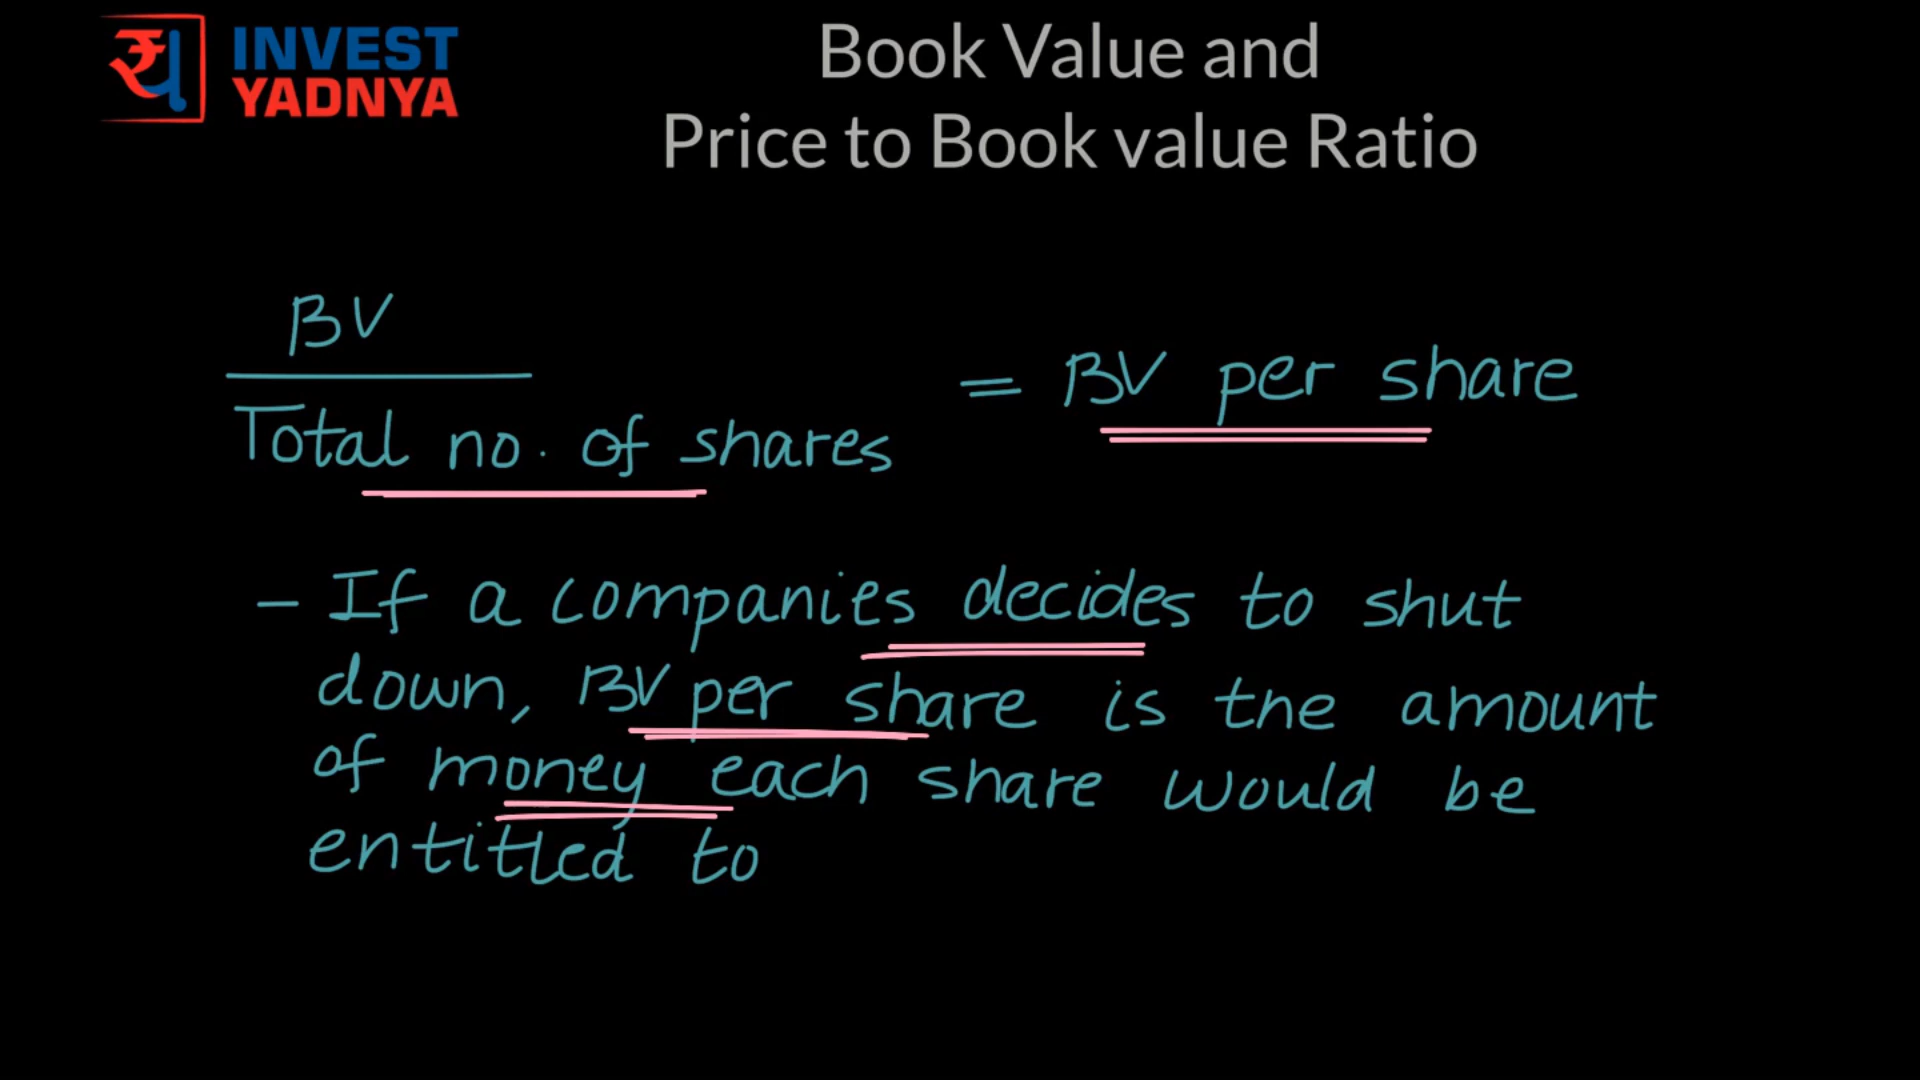 INVEST
YADNYA
Book Value and
Price to Book value Ratio
BV
Total no. of shares
= BV per share
- If a companies decides to shut
down, BV per share is the amount
of money each share would be
entitled to